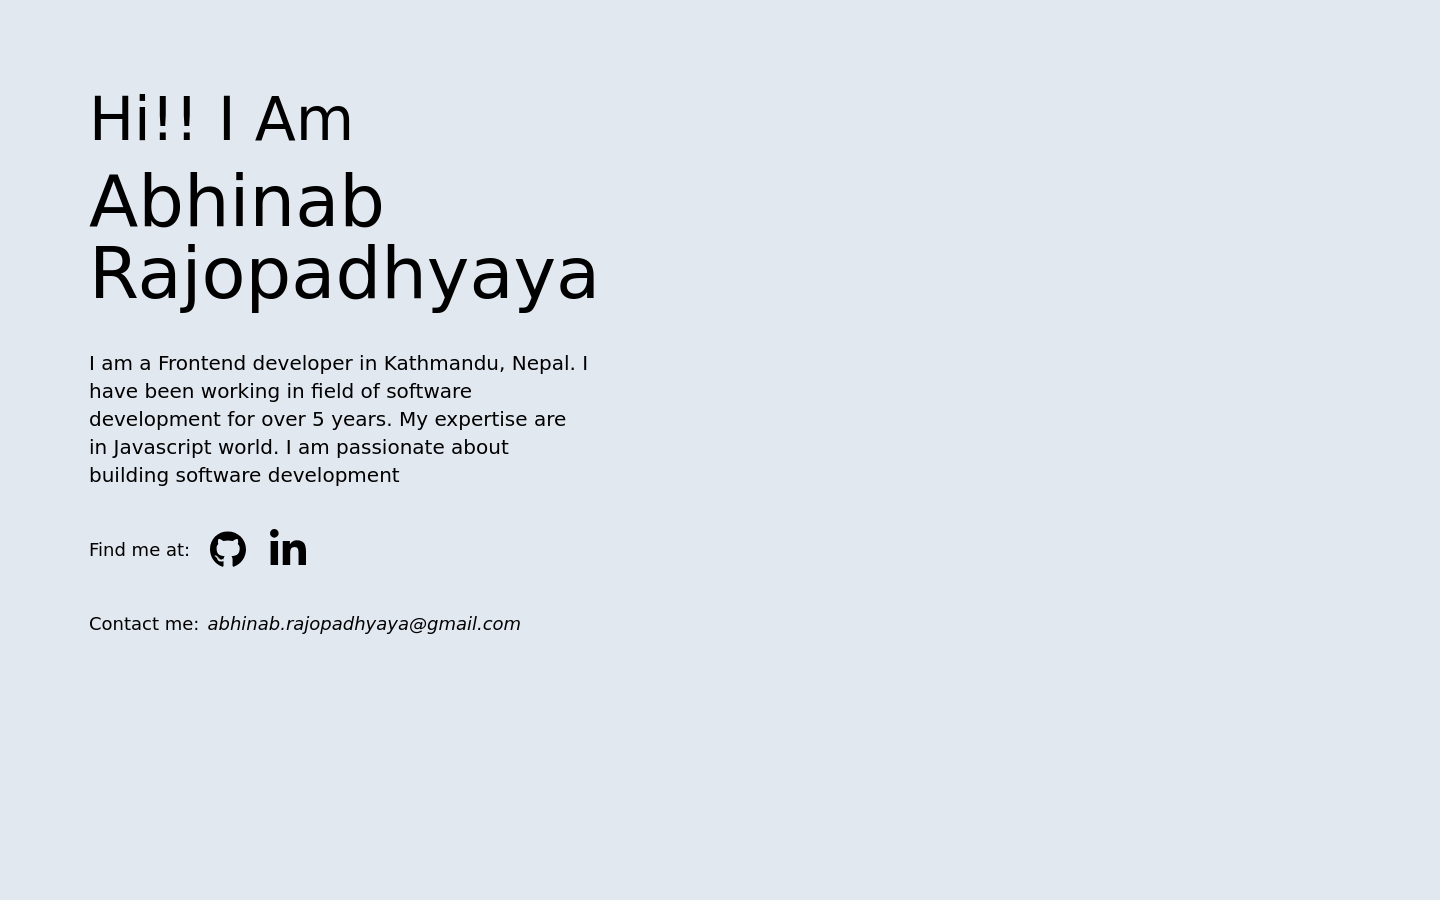 Hi!! I Am
Abhinab
Rajopadhyaya
I am a Frontend developer in Kathmandu, Nepal. I
have been working in field of software
development for over 5 years. My expertise are
in Javascript world. I am passionate about
building software development
Find me at: in
Contact me: abhinab.rajopadhyaya@gmail.com